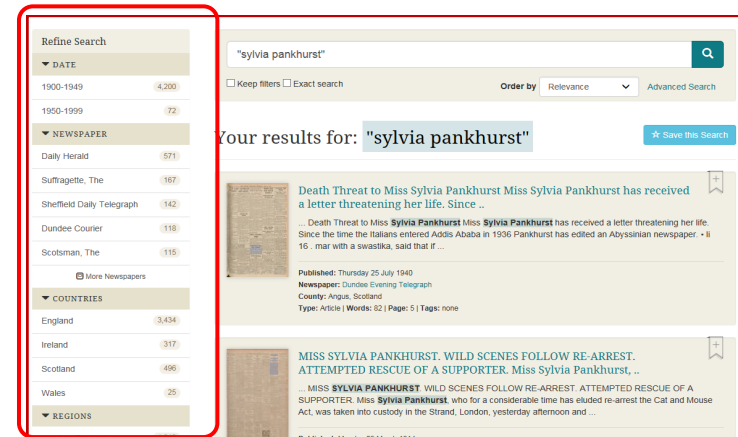 Refine Search
DATE
1900-1949 4,200
1950-1999 72
NEWSPAPER
Daily Herald 571
Suffragette, The 167
Sheffield Daily Telegraph 142
Dundee Courier 118
Scotsman, The 115
More Newspapers
COUNTRIES
England 3,434
Ireland 317
Scotland 496
Wales 25
REGIONS
"sylvia pankhurst"
Keep filters Exact search Order by Relevance Advanced Search
Your results for: "sylvia pankhurst" Save this Search
Death Threat to Miss Sylvia Pankhurst Miss Sylvia Pankhurst has received
a letter threatening her life. Since ..
... Death Threat to Miss Sylvia Pankhurst Miss Sylvia Pankhurst has received a letter threatening her life.
Since the time the Italians entered Addis Ababa in 1936 Pankhurst has edited an Abyssinian newspaper. • li
16 . mar with a swastika, said that if ...
Published: Thursday 25 July 1940
Newspaper: Dundee Evening Telegraph
County: Angus, Scotland
Type: Article | Words: 82 | Page: 5 | Tags: none
MISS SYLVIA PANKHURST. WILD SCENES FOLLOW RE-ARREST.
ATTEMPTED RESCUE OF A SUPPORTER. Miss Sylvia Pankhurst, ..
... MISS SYLVIA PANKHURST. WILD SCENES FOLLOW RE-ARREST. ATTEMPTED RESCUE OF A
SUPPORTER. Miss Sylvia Pankhurst, who for a considerable time has eluded re-arrest the Cat and Mouse
Act, was taken into custody in the Strand, London, yesterday afternoon and ...